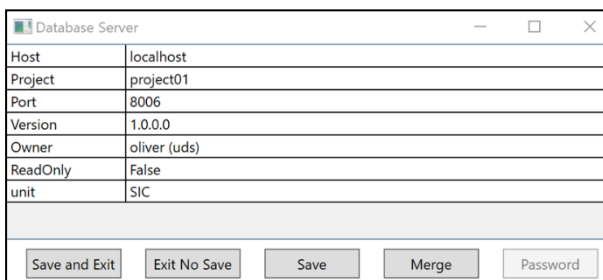 Database Server
Host localhost
Project project01
Port 8006
Version 1.0.0.0
Owner oliver (uds)
ReadOnly False
unit SIC
Save and Exit Exit No Save Save Merge Password